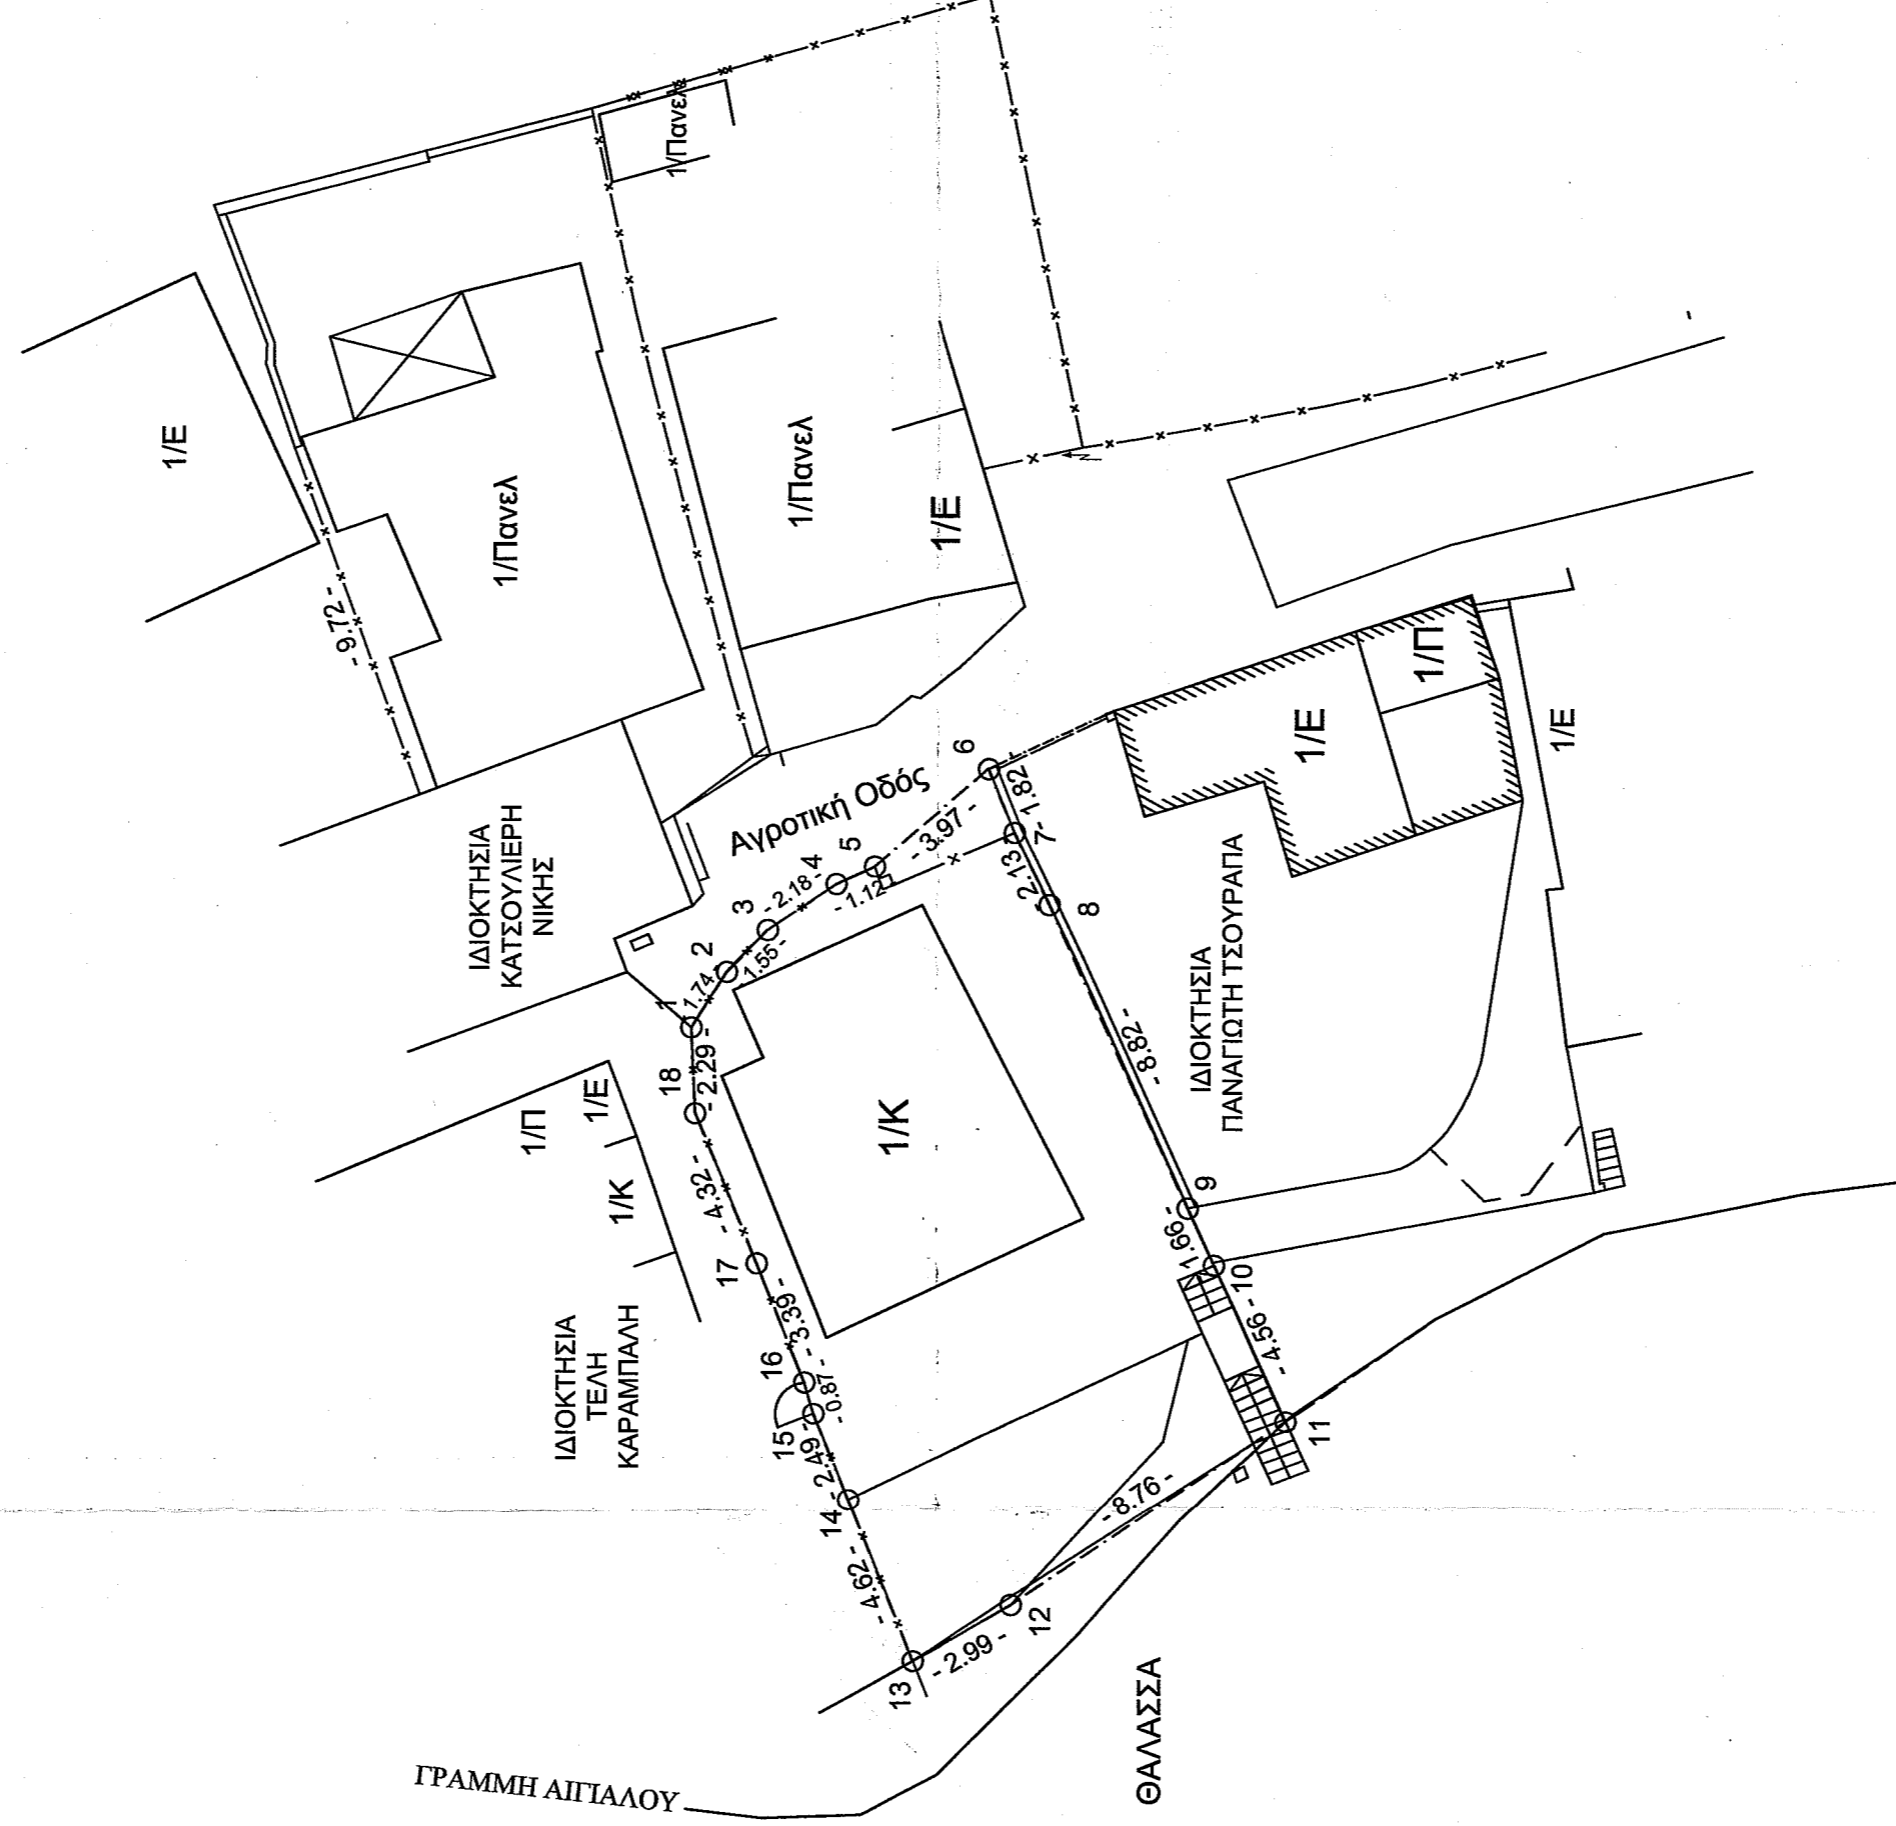 1/Πανελ
1/Ε
1/Πανελ
1/Πανελ
1/Ε
- 9.72 -
1/Π
1/Ε
1/Ε
Αγροτική Οδός
ΙΔΙΟΚΤΗΣΙΑ
ΚΑΤΣΟΥΛΙΕΡΗ
ΝΙΚΗΣ
6
- 1.82 -
7
- 3.97 -
5
4
- 1.12 -
- 2.18 -
3
- 2.13 -
8
2
- 1.55 -
- 1.74 -
1
- 2.29 -
18
1/Π
1/Ε
1/Κ
1/Κ
- 8.82 -
ΙΔΙΟΚΤΗΣΙΑ
ΠΑΝΑΓΙΩΤΗ ΤΣΟΥΡΑΠΑ
- 4.32 -
17
9
- 1.66 -
10
- 3.39 -
16
- 0.87 -
15
- 2.49 -
14
ΙΔΙΟΚΤΗΣΙΑ
ΤΕΛΗ
ΚΑΡΑΜΠΑΛΗ
- 4.56 -
11
- 8.76 -
- 4.62 -
12
- 2.99 -
13
ΘΑΛΑΣΣΑ
ΓΡΑΜΜΗ ΑΙΓΙΑΛΟΥ